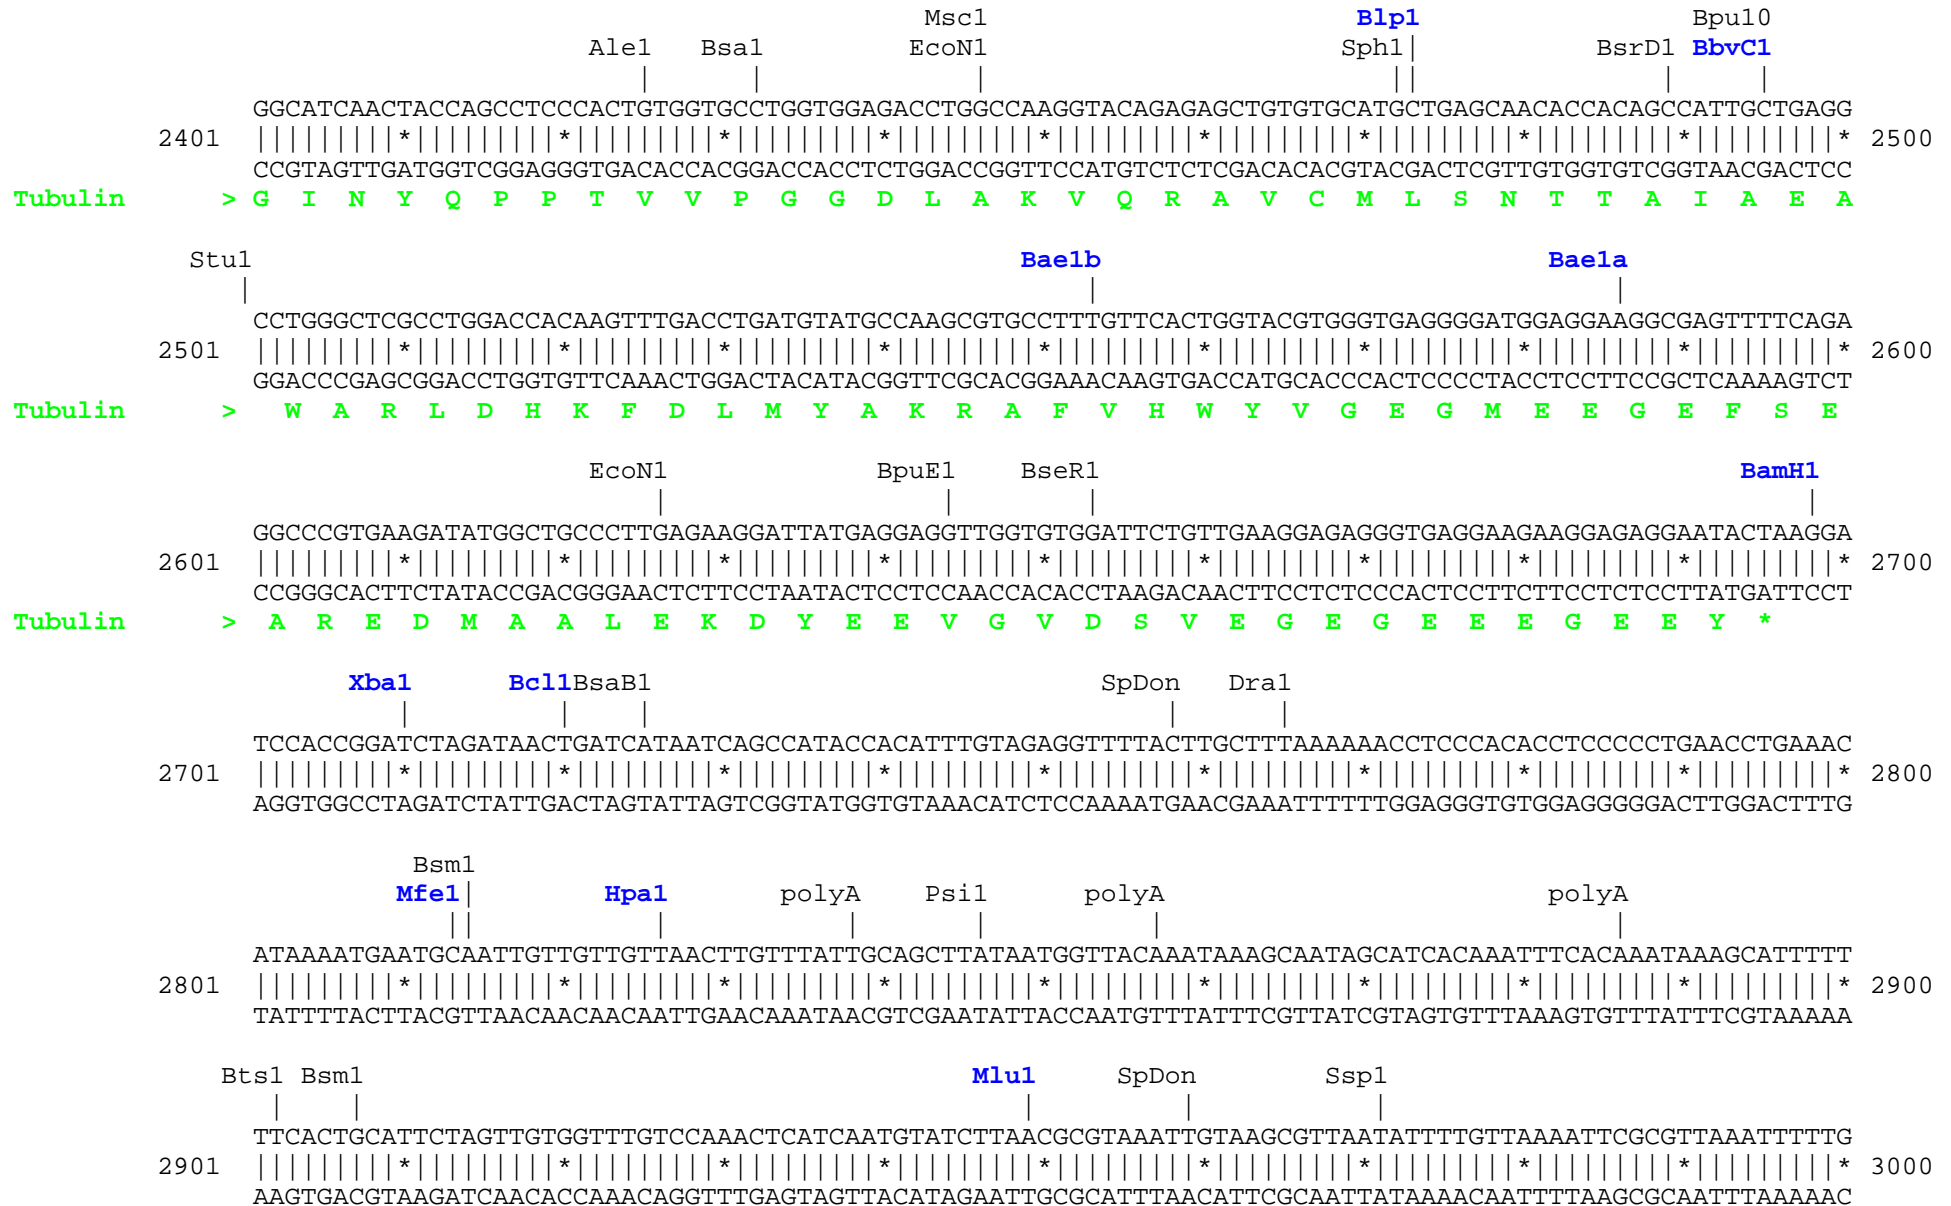 Msc1 Blp1 Bpu10
Ale1 Bsa1 EcoN1 Sph1| BsrD1 BbvC1
| | | || | |
GGCATCAACTACCAGCCTCCCACTGTGGTGCCTGGTGGAGACCTGGCCAAGGTACAGAGAGCTGTGTGCATGCTGAGCAACACCACAGCCATTGCTGAGG
2401 |||||||||*|||||||||*|||||||||*|||||||||*|||||||||*|||||||||*|||||||||*|||||||||*|||||||||*|||||||||* 2500
CCGTAGTTGATGGTCGGAGGGTGACACCACGGACCACCTCTGGACCGGTTCCATGTCTCTCGACACACGTACGACTCGTTGTGGTGTCGGTAACGACTCC
Tubulin > G I N Y Q P P T V V P G G D L A K V Q R A V C M L S N T T A I A E A
Stu1 Bae1b Bae1a
| | |
CCTGGGCTCGCCTGGACCACAAGTTTGACCTGATGTATGCCAAGCGTGCCTTTGTTCACTGGTACGTGGGTGAGGGGATGGAGGAAGGCGAGTTTTCAGA
2501 |||||||||*|||||||||*|||||||||*|||||||||*|||||||||*|||||||||*|||||||||*|||||||||*|||||||||*|||||||||* 2600
GGACCCGAGCGGACCTGGTGTTCAAACTGGACTACATACGGTTCGCACGGAAACAAGTGACCATGCACCCACTCCCCTACCTCCTTCCGCTCAAAAGTCT
Tubulin > W A R L D H K F D L M Y A K R A F V H W Y V G E G M E E G E F S E
EcoN1 BpuE1 BseR1 BamH1
| | | |
GGCCCGTGAAGATATGGCTGCCCTTGAGAAGGATTATGAGGAGGTTGGTGTGGATTCTGTTGAAGGAGAGGGTGAGGAAGAAGGAGAGGAATACTAAGGA
2601 |||||||||*|||||||||*|||||||||*|||||||||*|||||||||*|||||||||*|||||||||*|||||||||*|||||||||*|||||||||* 2700
CCGGGCACTTCTATACCGACGGGAACTCTTCCTAATACTCCTCCAACCACACCTAAGACAACTTCCTCTCCCACTCCTTCTTCCTCTCCTTATGATTCCT
Tubulin > A R E D M A A L E K D Y E E V G V D S V E G E G E E E G E E Y *
Xba1 Bcl1BsaB1 SpDon Dra1
| | | | |
TCCACCGGATCTAGATAACTGATCATAATCAGCCATACCACATTTGTAGAGGTTTTACTTGCTTTAAAAAACCTCCCACACCTCCCCCTGAACCTGAAAC
2701 |||||||||*|||||||||*|||||||||*|||||||||*|||||||||*|||||||||*|||||||||*|||||||||*|||||||||*|||||||||* 2800
AGGTGGCCTAGATCTATTGACTAGTATTAGTCGGTATGGTGTAAACATCTCCAAAATGAACGAAATTTTTTGGAGGGTGTGGAGGGGGACTTGGACTTTG
Bsm1
Mfe1| Hpa1 polyA Psi1 polyA polyA
|| | | | | |
ATAAAATGAATGCAATTGTTGTTGTTAACTTGTTTATTGCAGCTTATAATGGTTACAAATAAAGCAATAGCATCACAAATTTCACAAATAAAGCATTTTT
2801 |||||||||*|||||||||*|||||||||*|||||||||*|||||||||*|||||||||*|||||||||*|||||||||*|||||||||*|||||||||* 2900
TATTTTACTTACGTTAACAACAACAATTGAACAAATAACGTCGAATATTACCAATGTTTATTTCGTTATCGTAGTGTTTAAAGTGTTTATTTCGTAAAAA
Bts1 Bsm1 Mlu1 SpDon Ssp1
| | | | |
TTCACTGCATTCTAGTTGTGGTTTGTCCAAACTCATCAATGTATCTTAACGCGTAAATTGTAAGCGTTAATATTTTGTTAAAATTCGCGTTAAATTTTTG
2901 |||||||||*|||||||||*|||||||||*|||||||||*|||||||||*|||||||||*|||||||||*|||||||||*|||||||||*|||||||||* 3000
AAGTGACGTAAGATCAACACCAAACAGGTTTGAGTAGTTACATAGAATTGCGCATTTAACATTCGCAATTATAAAACAATTTTAAGCGCAATTTAAAAAC